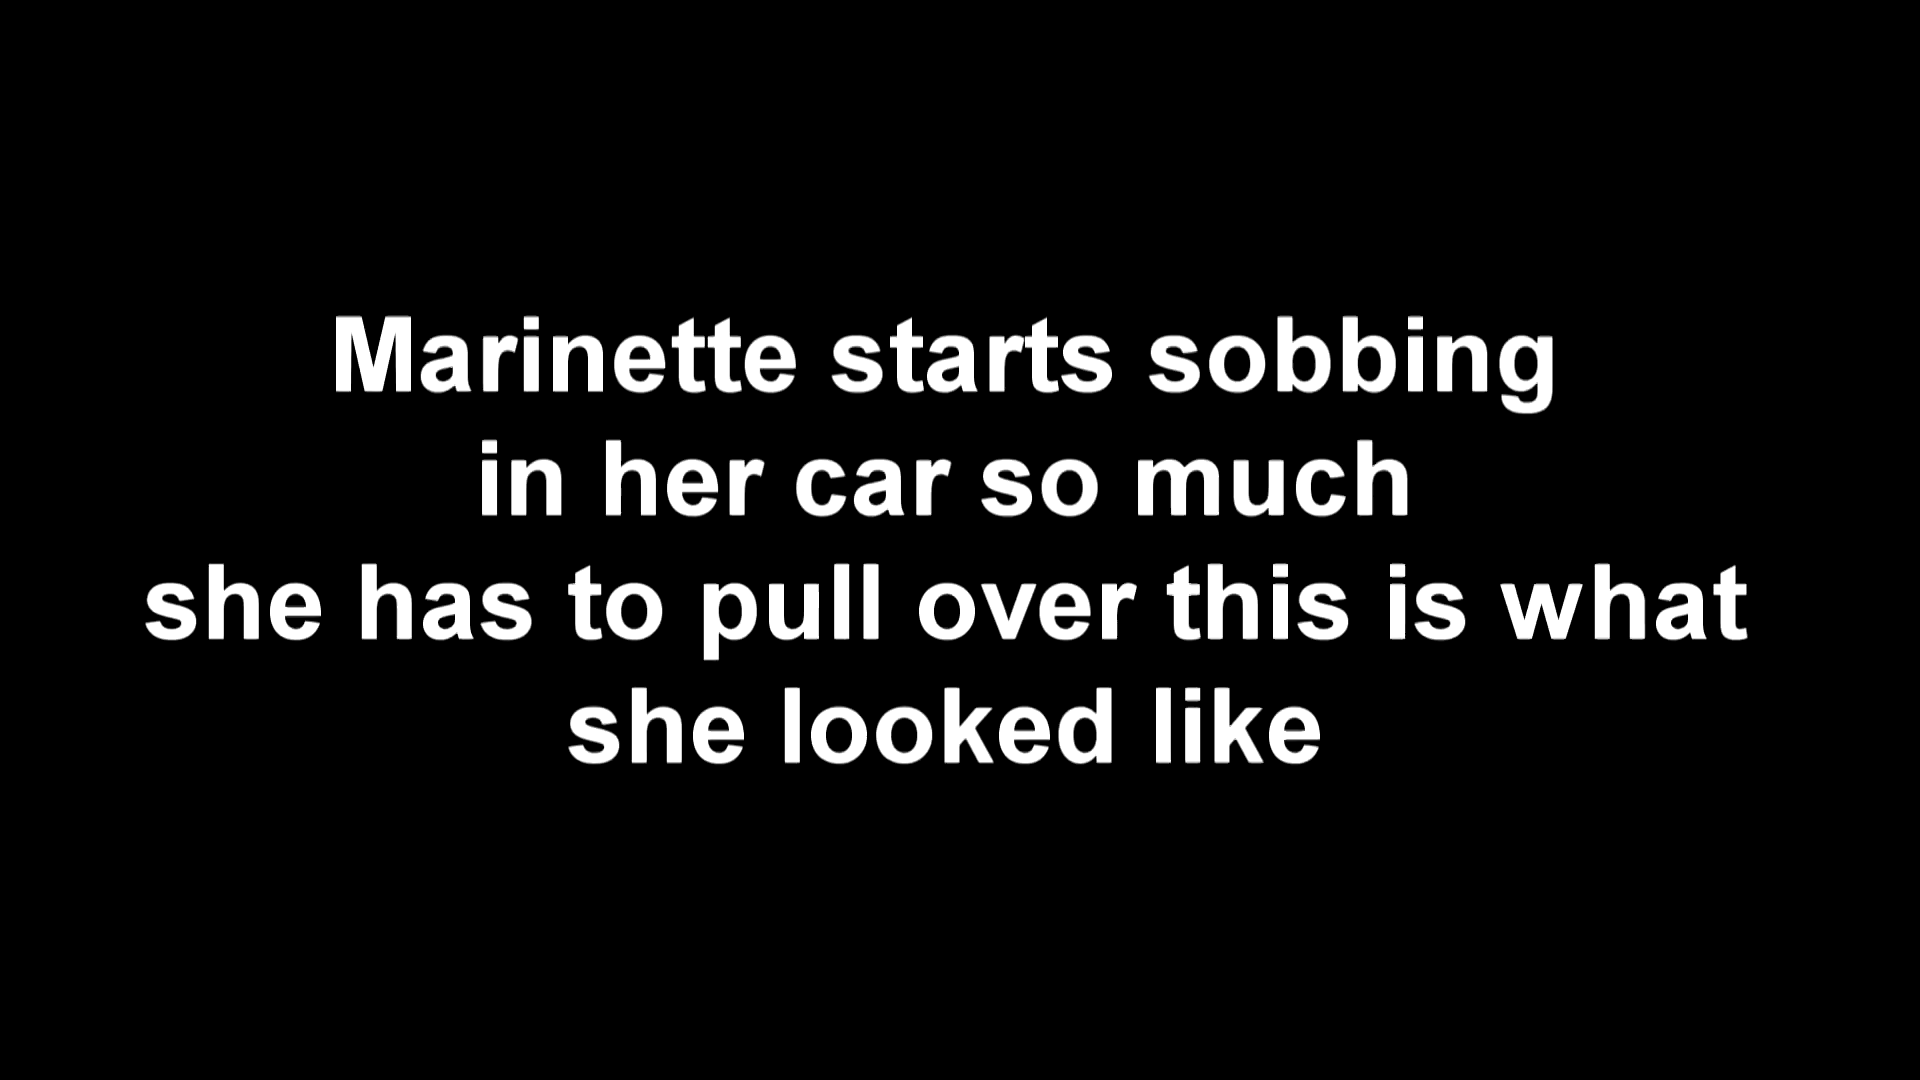 Marinette starts sobbing
in her car so much
she has to pull over this is what
she looked like